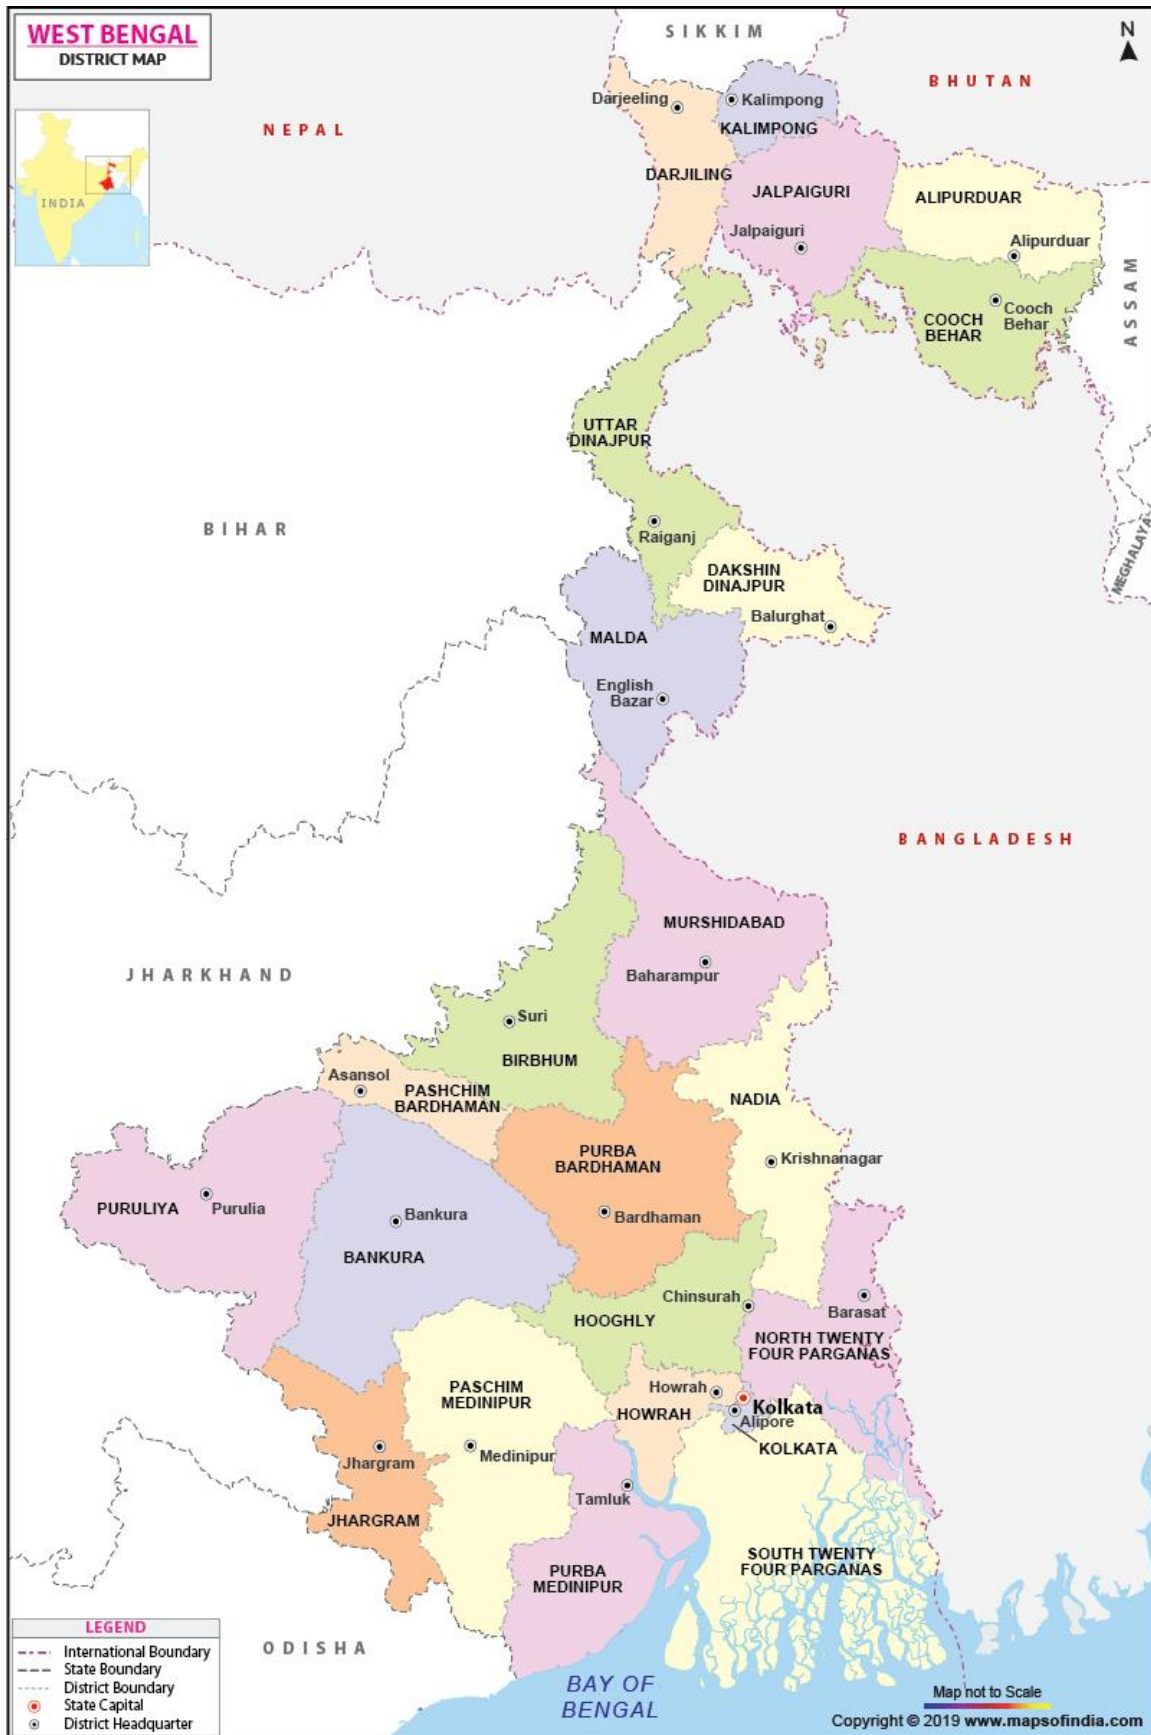 WEST BENGAL
DISTRICT MAP
INDIA
SIKKIM
N
BHUTAN
NEPAL
Darjeeling
Kalimpong
KALIMPONG
DARJILING
JALPAIGURI
ALIPURDUAR
Jalpaiguri
Alipurduar
COOCH
BEHAR
Cooch
Behar
ASSAM
UTTAR
DINAJPUR
BIHAR
Raiganj
MEGHALAYA
DAKSHIN
DINAJPUR
Balurghat
MALDA
English
Bazar
BANGLADESH
MURSHIDABAD
Baharampur
JHARKHAND
Suri
BIRBHUM
Asansol
PASHCHIM
BARDHAMAN
NADIA
PURBA
BARDHAMAN
Krishnanagar
PURULIYA
Purulia
Bankura
Bardhaman
BANKURA
Chinsurah
Barasat
HOOGHLY
NORTH TWENTY
FOUR PARGANAS
PASCHIM
MEDINIPUR
Howrah
HOWRAH
Kolkata
Alipore
KOLKATA
Jhargram
Medinipur
Tamluk
JHARGRAM
SOUTH TWENTY
FOUR PARGANAS
PURBA
MEDINIPUR
LEGEND
International Boundary
State Boundary
District Boundary
State Capital
District Headquarter
ODISHA
BAY OF
BENGAL
Map not to Scale
Copyright © 2019 www.mapsofindia.com